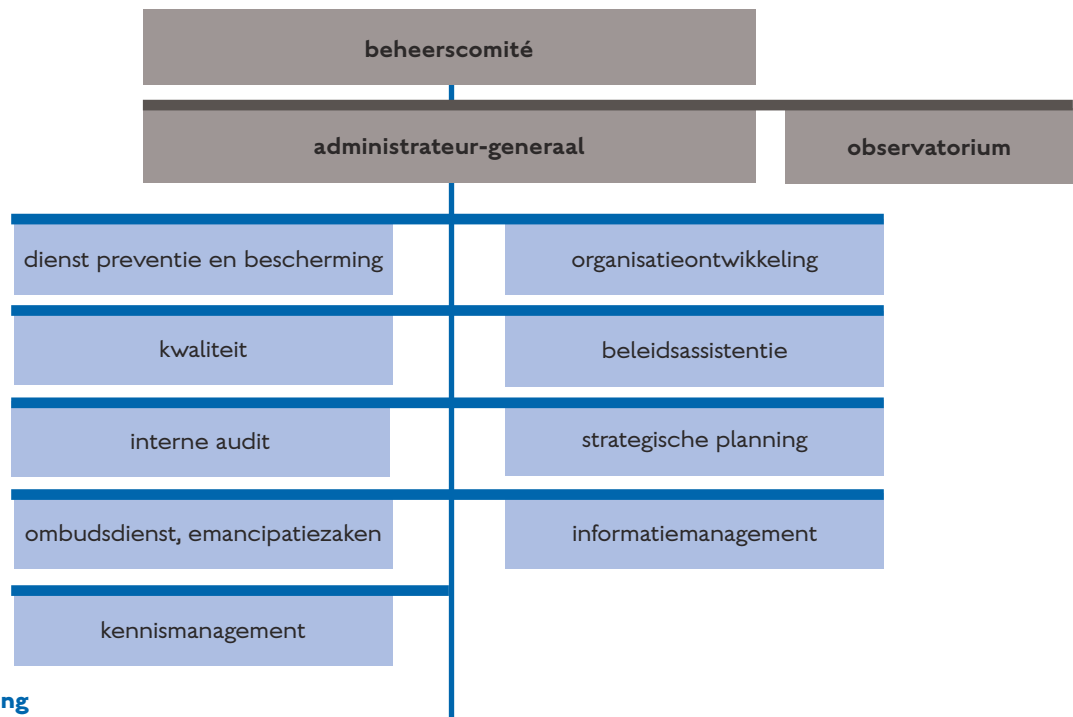 beheerscomité
administrateur-generaal
observatorium
dienst preventie en bescherming
organisatieontwikkeling
kwaliteit
beleidsassistentie
interne audit
strategische planning
ombudsdienst, emancipatiezaken
informatiemanagement
kennismanagement
ng